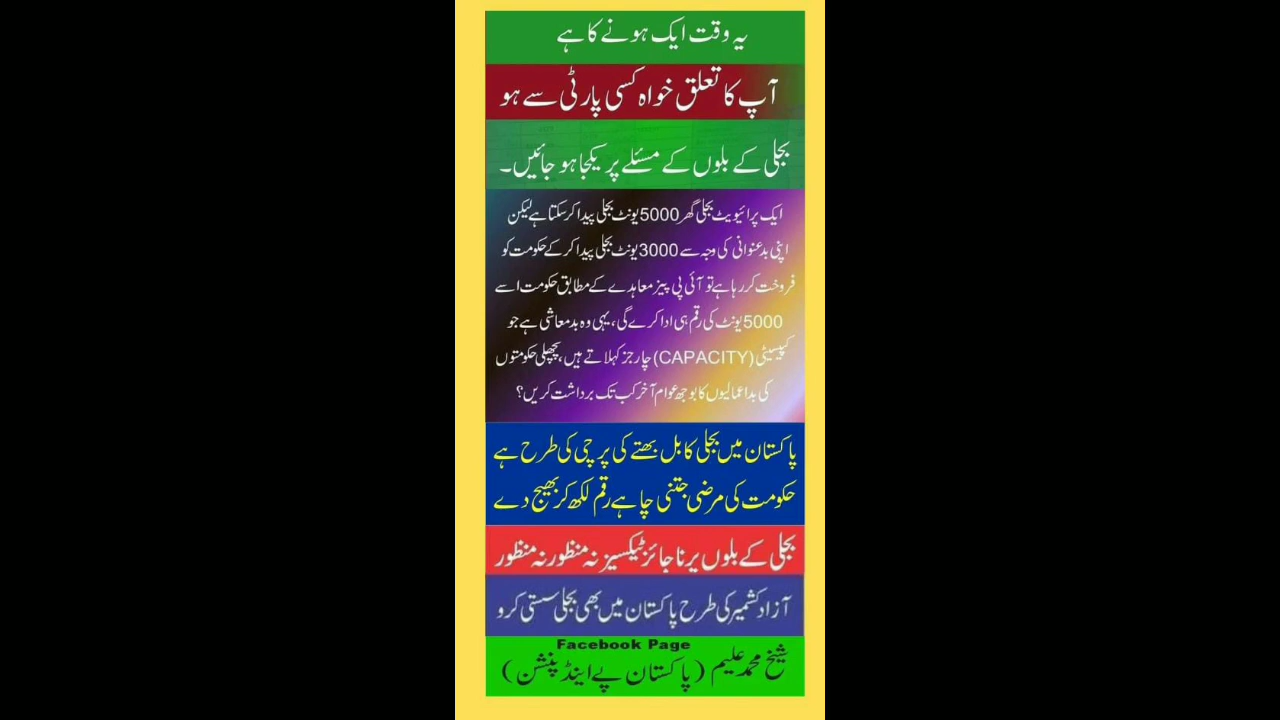 یہ وقت ایک ہونے کا ہے
آپ کا تعلق خواہ کسی پارٹی سے ہو
بجلی کے بلوں کے مسئلے پر یکجا ہو جائیں۔
ایک پرائیویٹ بجلی گھر 5000 یونٹ بجلی پیدا کر سکتا ہے لیکن
اپنی بدعنوانی کی وجہ سے 3000 یونٹ بجلی پیدا کر کے حکومت کو
فروخت کر رہا ہے تو آئی پی پیز معاہدے کے مطابق حکومت اسے
5000 یونٹ کی رقم ہی ادا کرے گی، یہی وہ بدمعاشی ہے جو
کیپسیٹی (CAPACITY) چارجز کہلاتے ہیں، پچھلی حکومتوں
کی بداعمالیوں کا بوجھ عوام آخر کب تک برداشت کریں؟
پاکستان میں بجلی کا بل بھتے کی پرچی کی طرح ہے
حکومت کی مرضی جتنی چاہے رقم لکھ کر بھیج دے
بجلی کے بلوں پر ناجائز ٹیکسیز نہ منظور نہ منظور
آزاد کشمیر کی طرح پاکستان میں بھی بجلی سستی کرو
Facebook Page
شیخ محمد علیم (پاکستان پے اینڈ پنشن)